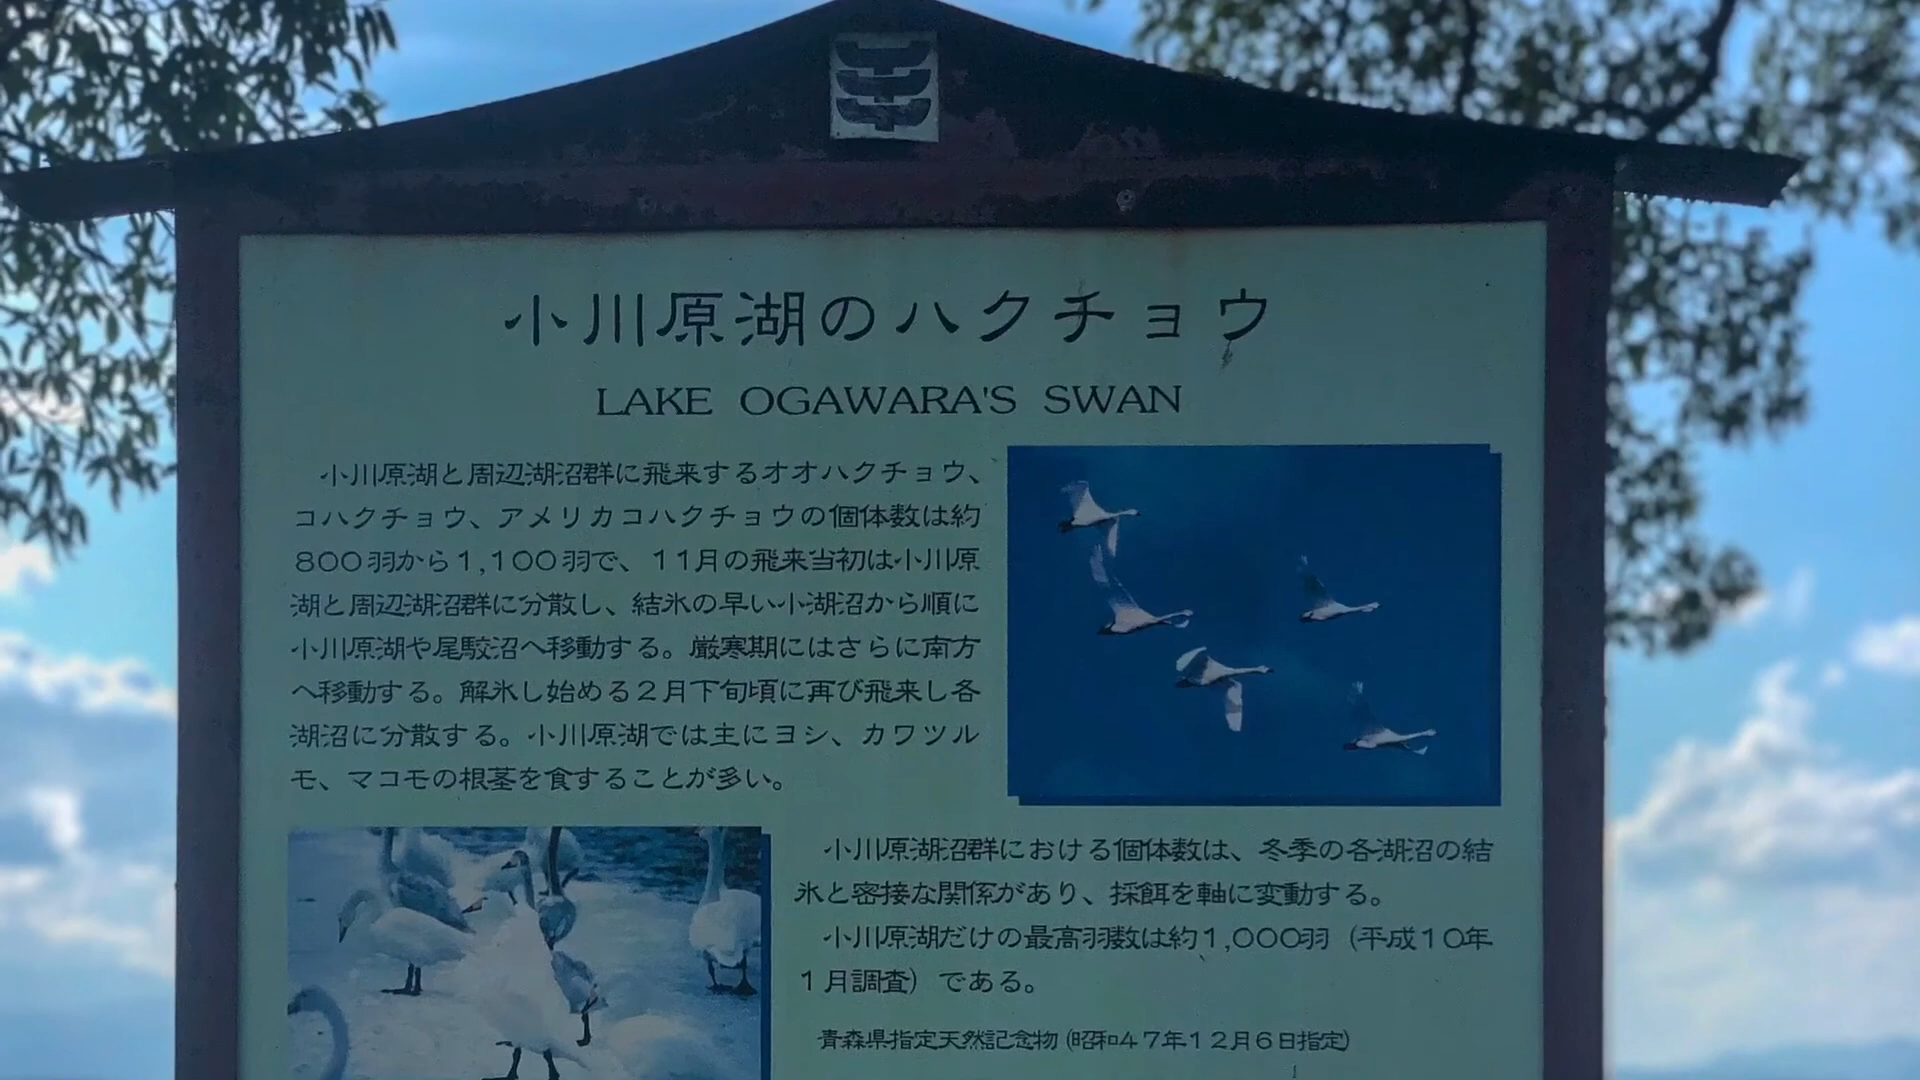 小川原湖のハクチョウ
LAKE OGAWARA'S SWAN
小川原湖と周辺湖沼群に飛来するオオハクチョウ、
コハクチョウ、アメリカコハクチョウの個体数は約
800羽から1,100羽で、11月の飛来当初は小川原
湖と周辺湖沼群に分散し、結氷の早い小湖沼から順に
小川原湖や尾駮沼へ移動する。厳寒期にはさらに南方
へ移動する。解氷し始める2月下旬頃に再び飛来し各
湖沼に分散する。小川原湖では主にヨシ、カワツル
モ、マコモの根茎を食することが多い。
小川原湖沼群における個体数は、冬季の各湖沼の結
氷と密接な関係があり、採餌を軸に変動する。
小川原湖だけの最高羽数は約1,000羽（平成10年
1月調査）である。
青森県指定天然記念物(昭和47年12月6日指定)